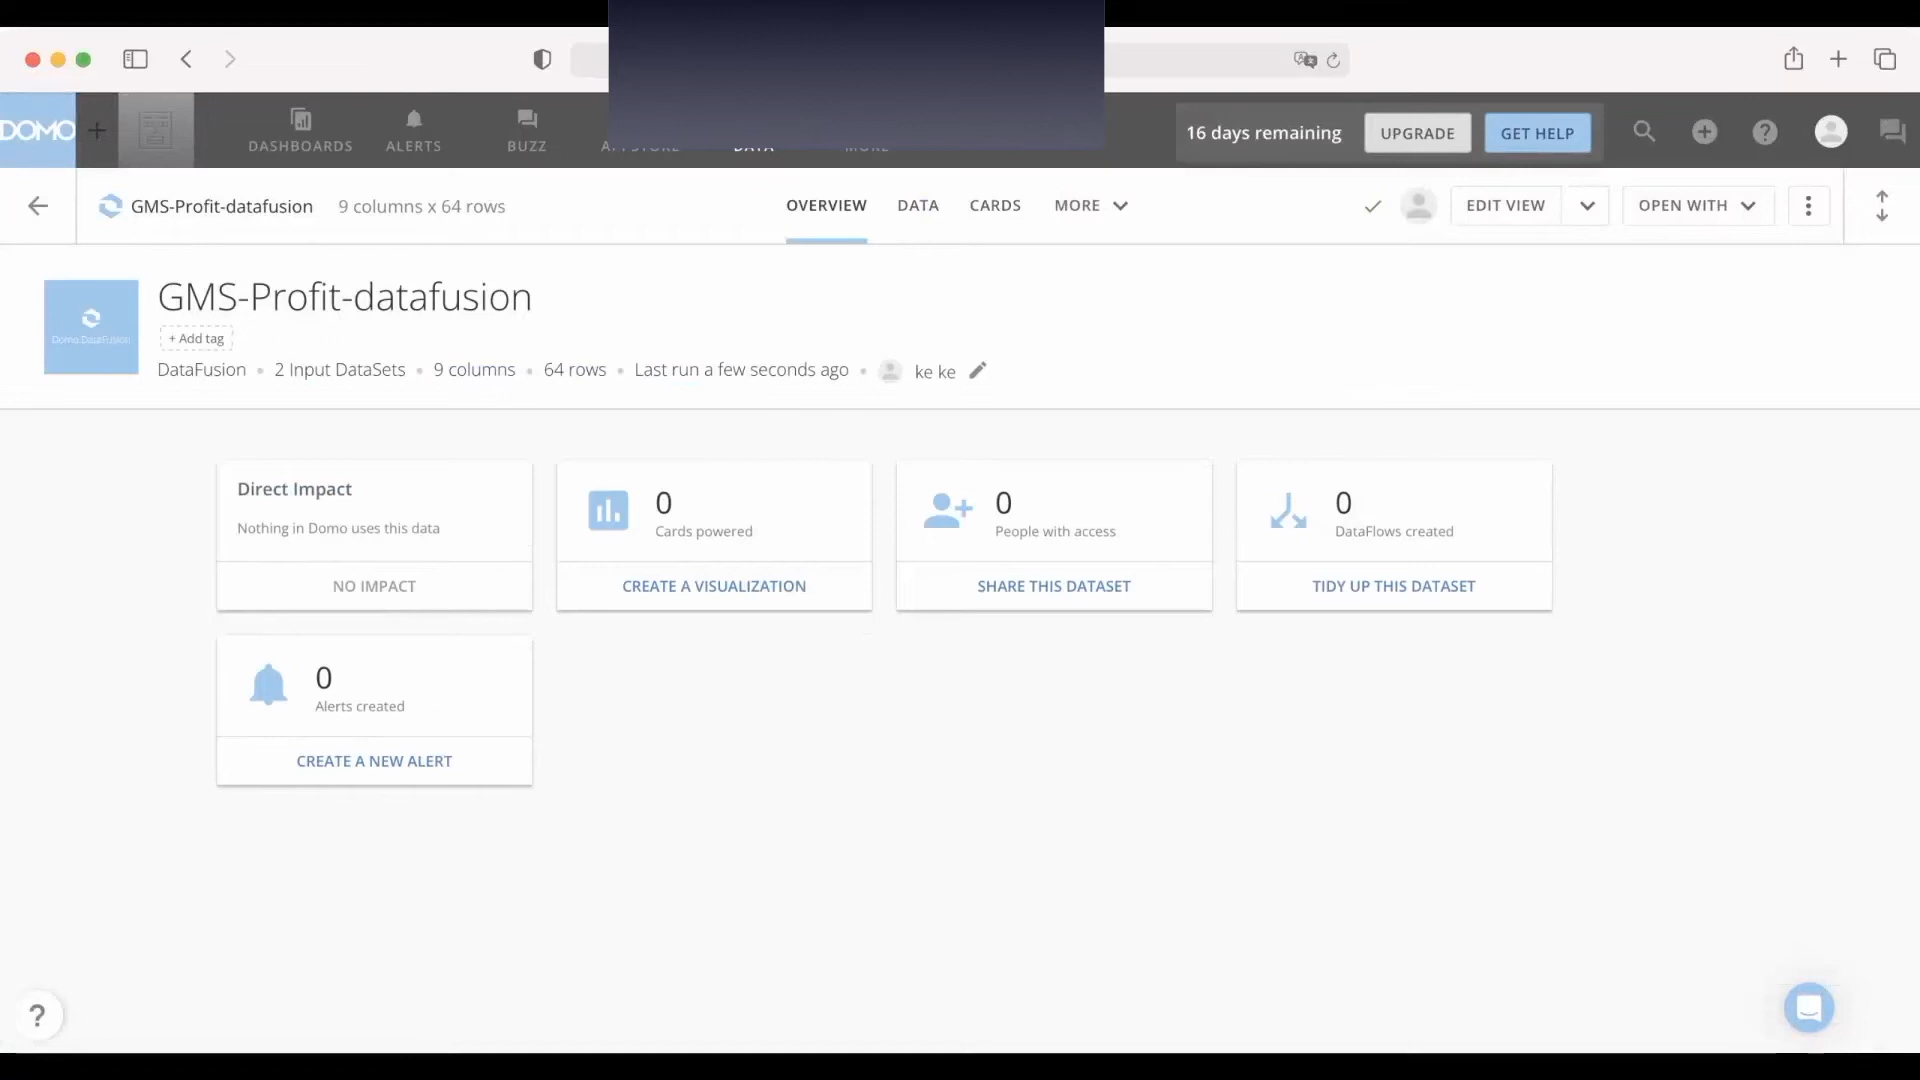 DOMO
DASHBOARDS
ALERTS
BUZZ
DATA
MORE
16 days remaining
UPGRADE
GET HELP
GMS-Profit-datafusion
9 columns x 64 rows
OVERVIEW
DATA
CARDS
MORE
EDIT VIEW
OPEN WITH
Domo DataFusion
GMS-Profit-datafusion
+ Add tag
DataFusion • 2 Input DataSets • 9 columns • 64 rows • Last run a few seconds ago • ke ke
Direct Impact
Nothing in Domo uses this data
NO IMPACT
0
Cards powered
CREATE A VISUALIZATION
0
People with access
SHARE THIS DATASET
0
DataFlows created
TIDY UP THIS DATASET
0
Alerts created
CREATE A NEW ALERT
?